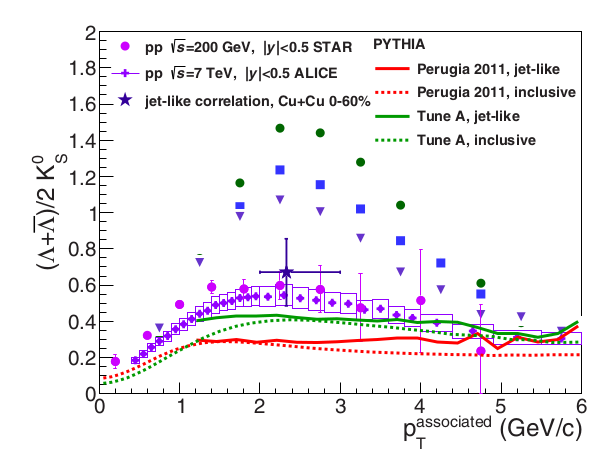 2
1.8
1.6
1.4
1.2
1
0.8
0.6
0.4
0.2
0
(Λ+Λ̅)/2 K⁰_S
pp √s=200 GeV, |y|<0.5 STAR
pp √s=7 TeV, |y|<0.5 ALICE
jet-like correlation, Cu+Cu 0-60%
PYTHIA
Perugia 2011, jet-like
Perugia 2011, inclusive
Tune A, jet-like
Tune A, inclusive
0 1 2 3 4 5 6
p_T^associated (GeV/c)